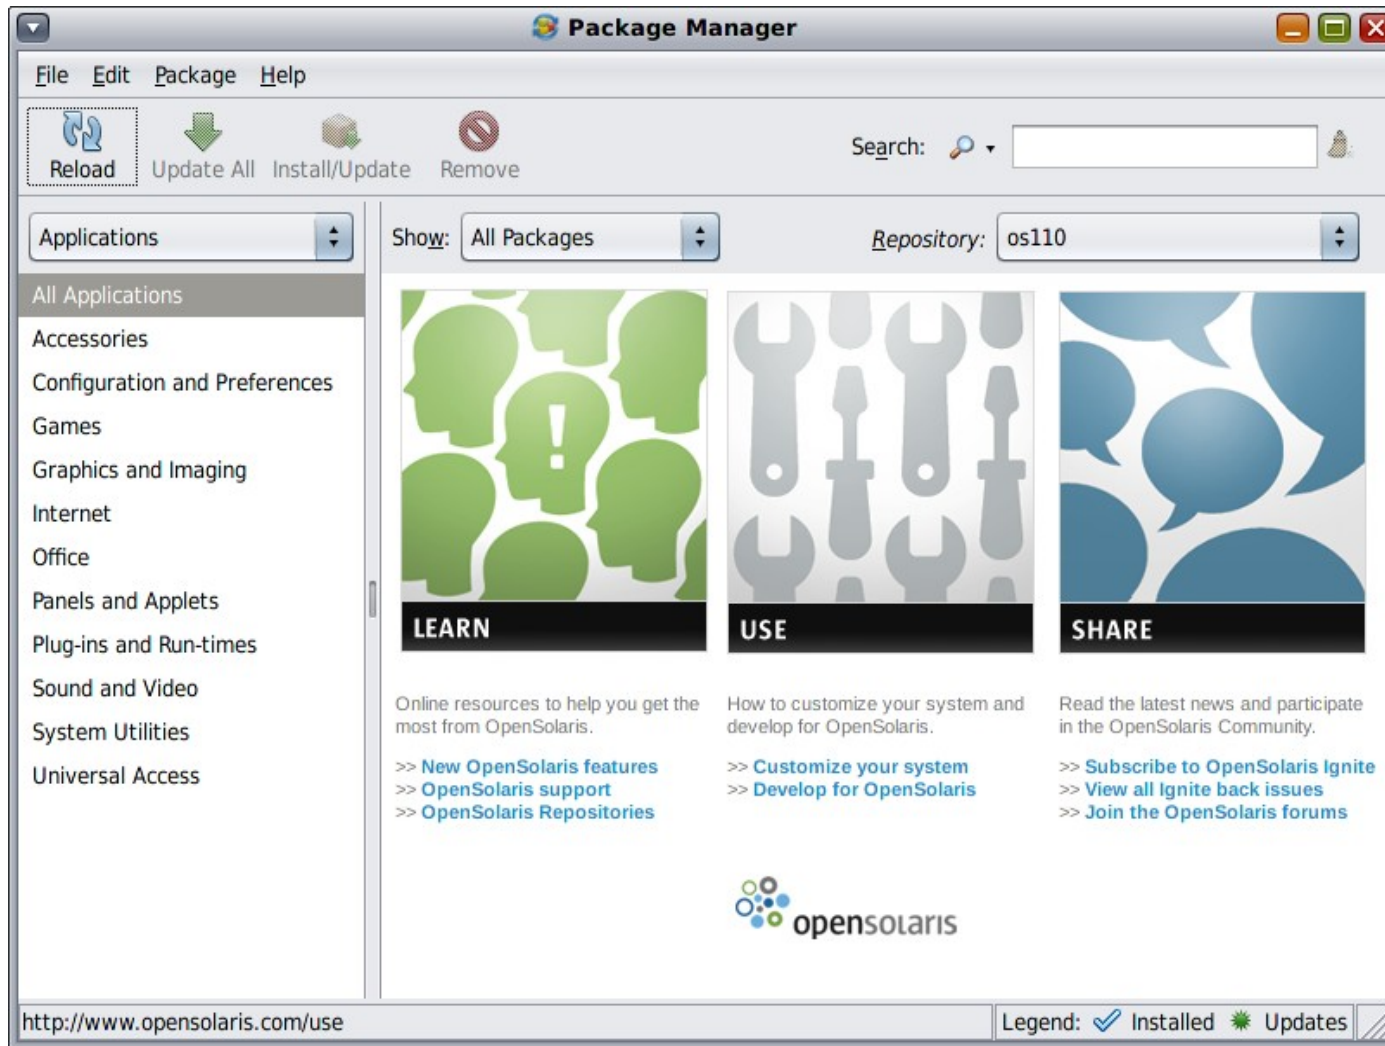 Package Manager
File Edit Package Help
Reload Update All Install/Update Remove Search:
Applications Show: All Packages Repository: os110
All Applications
Accessories
Configuration and Preferences
Games
Graphics and Imaging
Internet
Office
Panels and Applets
Plug-ins and Run-times
Sound and Video
System Utilities
Universal Access
!
LEARN
Online resources to help you get the
most from OpenSolaris.
>> New OpenSolaris features
>> OpenSolaris support
>> OpenSolaris Repositories
USE
How to customize your system and
develop for OpenSolaris.
>> Customize your system
>> Develop for OpenSolaris
SHARE
Read the latest news and participate
in the OpenSolaris Community.
>> Subscribe to OpenSolaris Ignite
>> View all Ignite back issues
>> Join the OpenSolaris forums
opensolaris
http://www.opensolaris.com/use Legend: Installed Updates